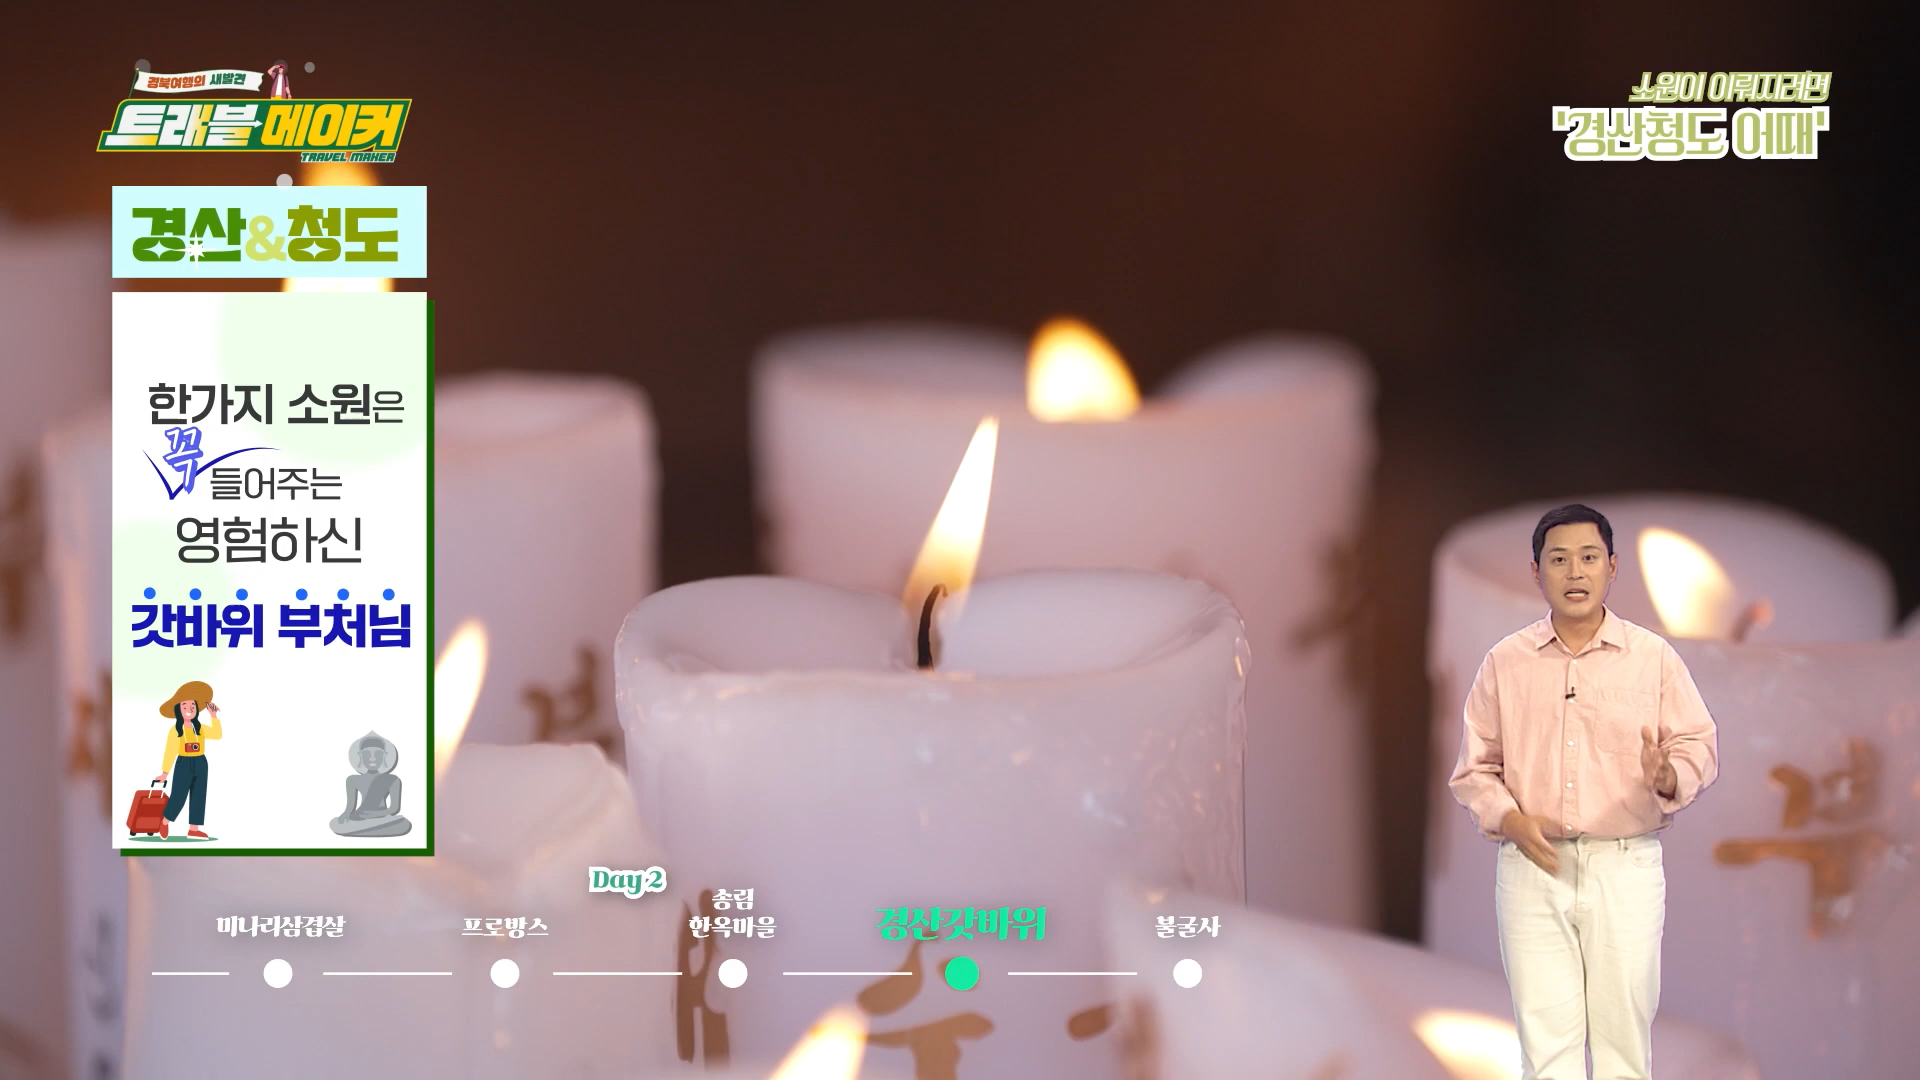 경북여행의 새발견
트래블메이커
TRAVEL MAKER
소원이 이뤄지려면
'경산청도 어때'
경산&청도
한가지 소원은
꼭 들어주는
영험하신
갓바위 부처님
Day 2
미나리삼겹살
프로방스
송림
한옥마을
경산갓바위
불굴사